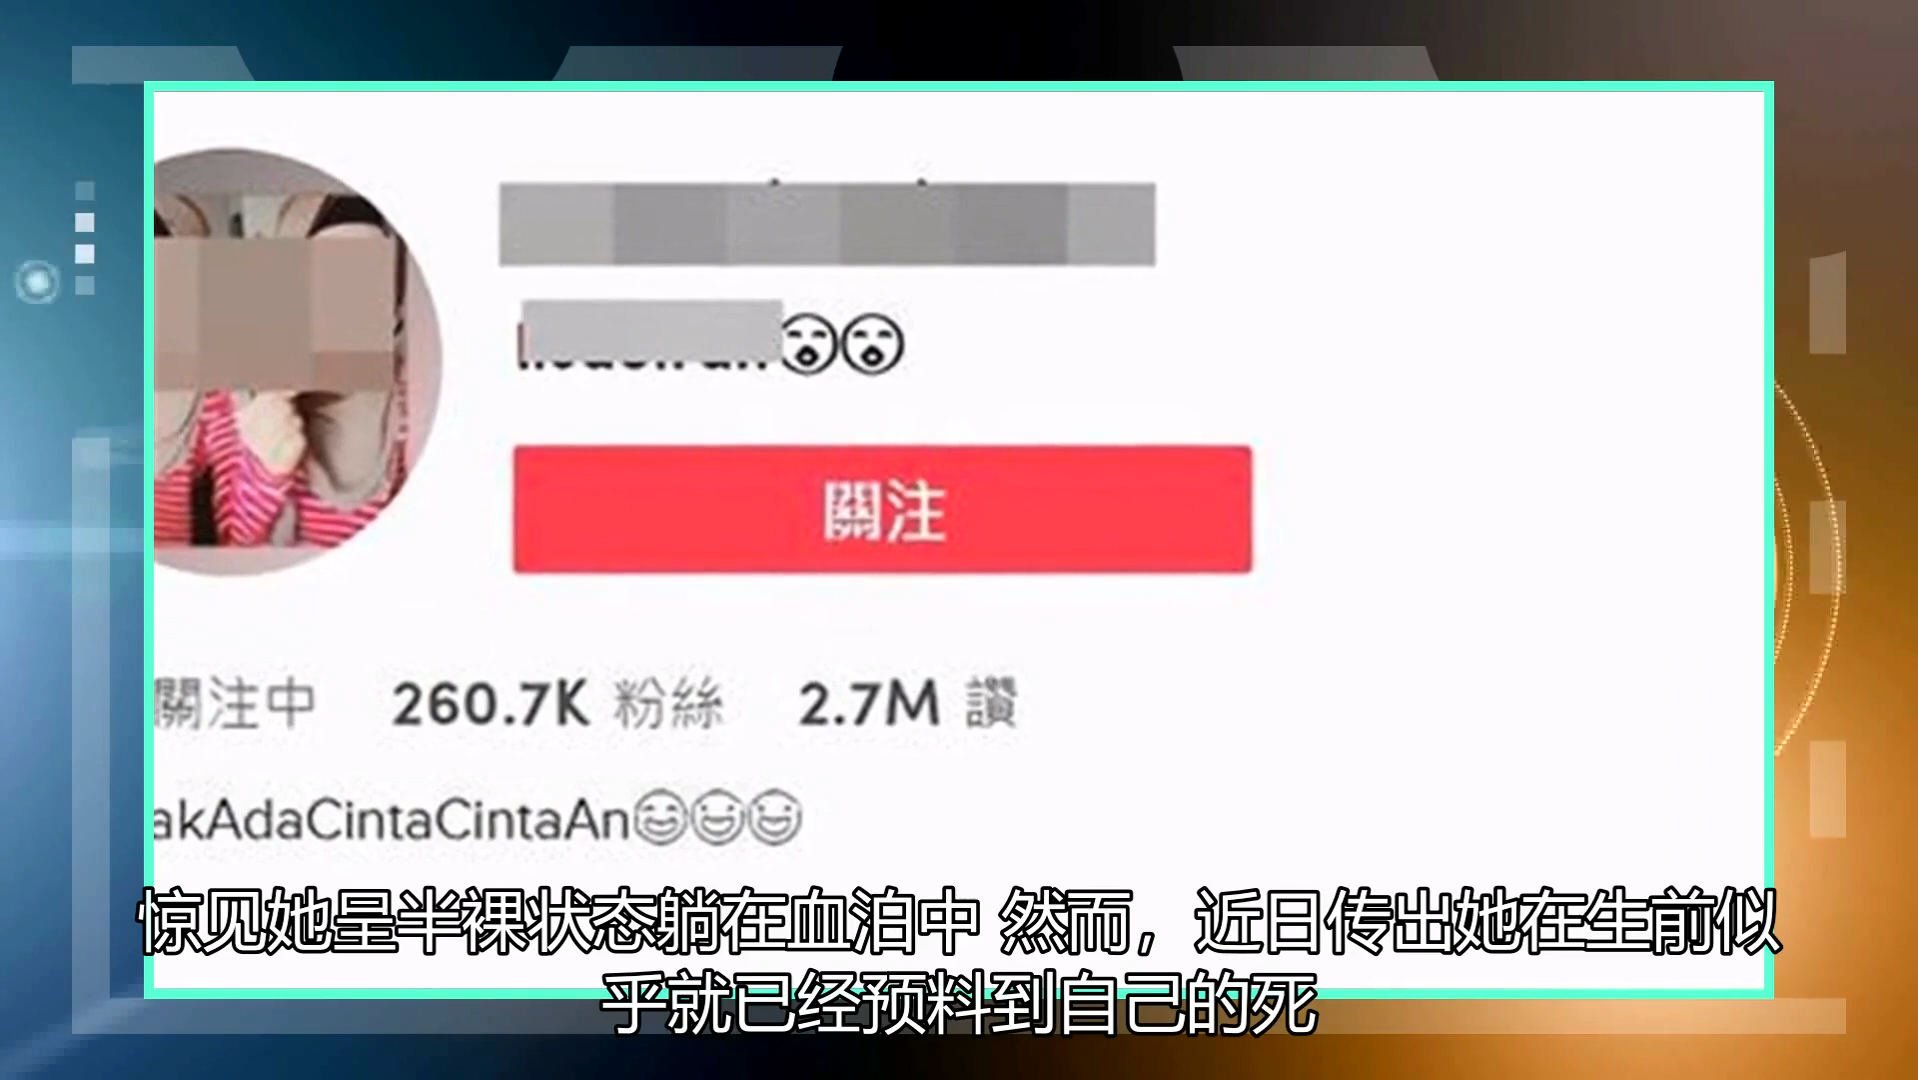 關注
關注中 260.7K 粉絲 2.7M 讚
akAdaCintaCintaAn😊😄😄
惊见她呈半裸状态躺在血泊中 然而，近日传出她在生前似
乎就已经预料到自己的死